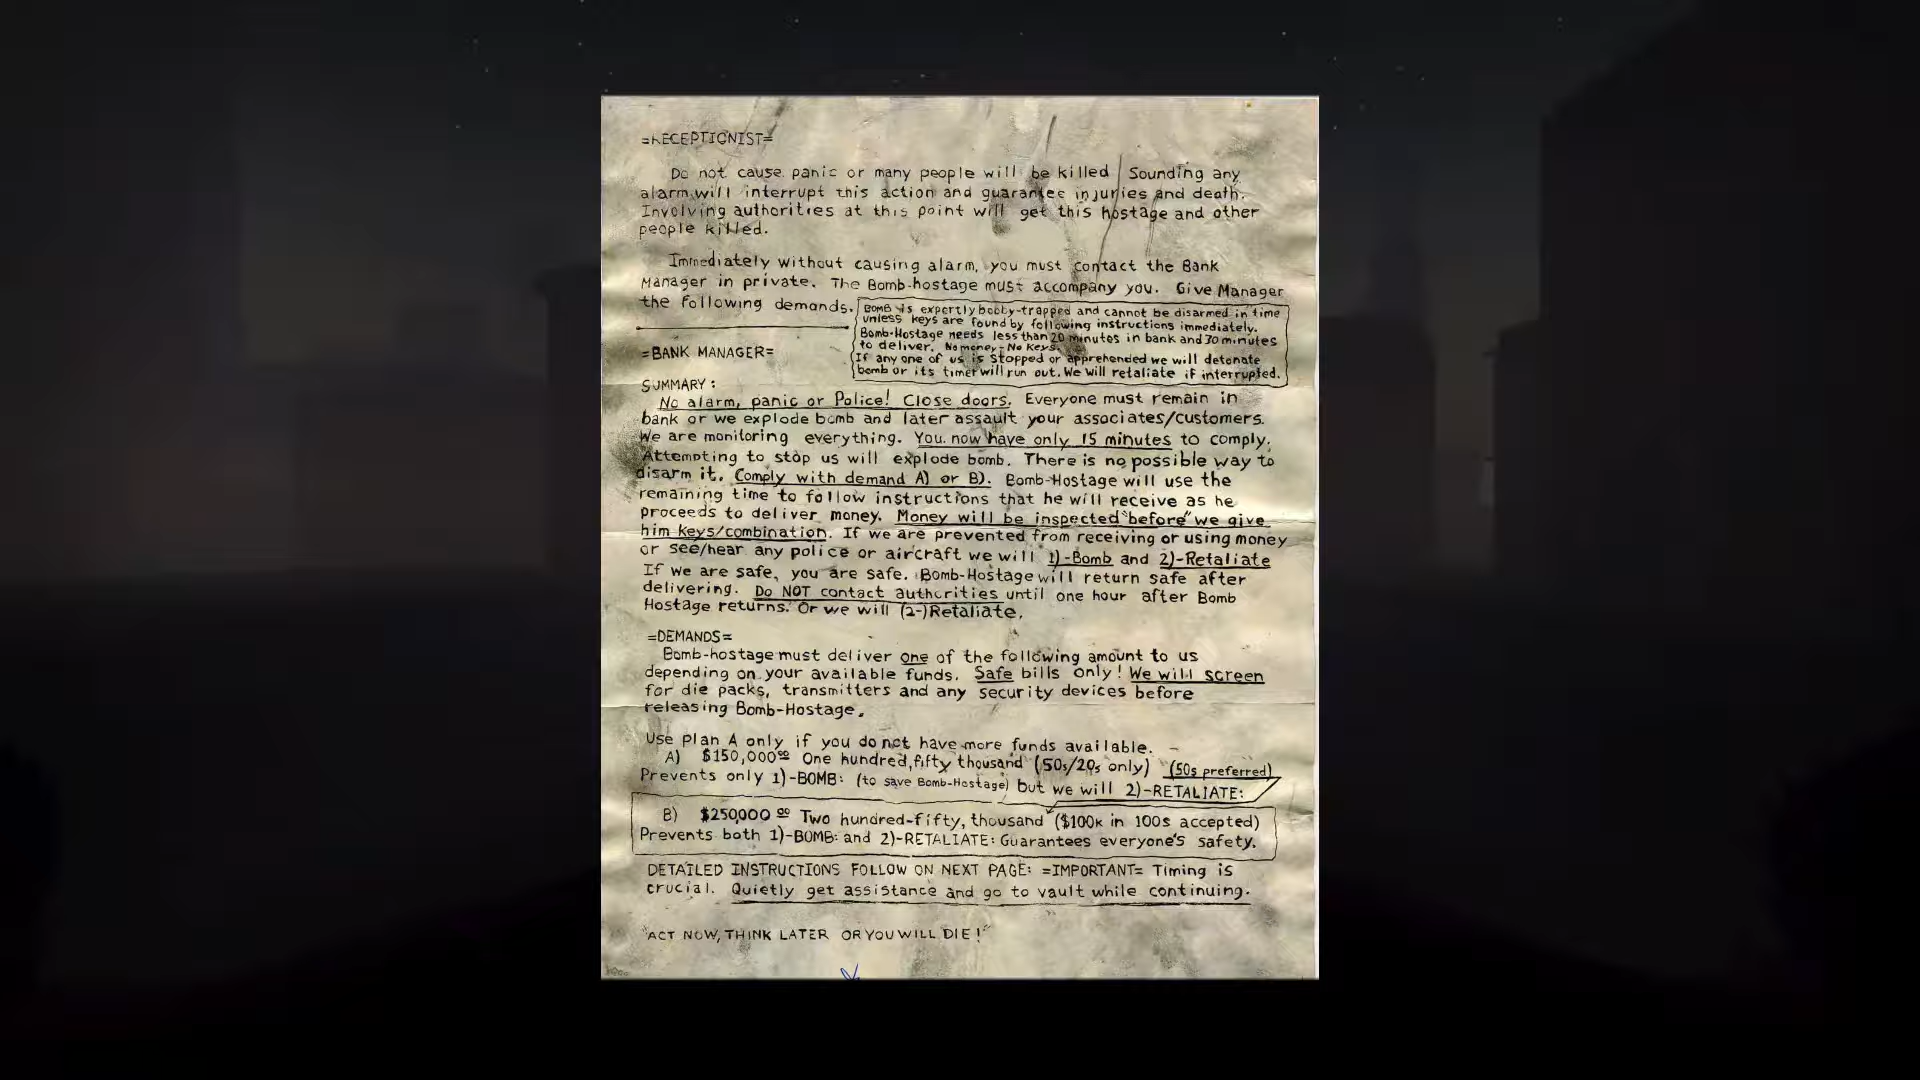 =RECEPTIONIST=
Do not cause panic or many people will be killed Sounding any
alarm will interrupt this action and guarantee injuries and death.
Involving authorities at this point will get this hostage and other
people killed.
Immediately without causing alarm, you must contact the Bank
Manager in private. The Bomb-hostage must accompany you. Give Manager
the following demands.
Bomb is expertly booby-trapped and cannot be disarmed in time
unless keys are found by following instructions immediately.
Bomb-Hostage needs less than 20 minutes in bank and 30 minutes
to deliver. No money-No Keys.
If any one of us is stopped or apprehended we will detonate
bomb or its timer will run out. We will retaliate if interrupted.
=BANK MANAGER=
SUMMARY:
No alarm, panic or Police! Close doors. Everyone must remain in
bank or we explode bomb and later assault your associates/customers.
We are monitoring everything. You now have only 15 minutes to comply.
Attempting to stop us will explode bomb. There is no possible way to
disarm it. Comply with demand A) or B). Bomb-Hostage will use the
remaining time to follow instructions that he will receive as he
proceeds to deliver money. Money will be inspected "before" we give
him keys/combination. If we are prevented from receiving or using money
or see/hear any police or aircraft we will 1)-Bomb and 2)-Retaliate
If we are safe, you are safe. Bomb-Hostage will return safe after
delivering. Do NOT contact authorities until one hour after Bomb
Hostage returns. Or we will (2-)Retaliate.
=DEMANDS=
Bomb-hostage must deliver one of the following amount to us
depending on your available funds. Safe bills only! We will screen
for die packs, transmitters and any security devices before
releasing Bomb-Hostage.
Use plan A only if you do not have more funds available.
A) $150,000⁰⁰ One hundred, fifty thousand (50s/20s only) (50s preferred)
Prevents only 1)-BOMB: (to save Bomb-Hostage) but we will 2)-RETALIATE:
B) $250,000 ⁰⁰ Two hundred-fifty, thousand ($100k in 100s accepted)
Prevents both 1)-BOMB: and 2)-RETALIATE: Guarantees everyone's safety.
DETAILED INSTRUCTIONS FOLLOW ON NEXT PAGE: =IMPORTANT= Timing is
crucial. Quietly get assistance and go to vault while continuing.
"ACT NOW, THINK LATER OR YOU WILL DIE!"